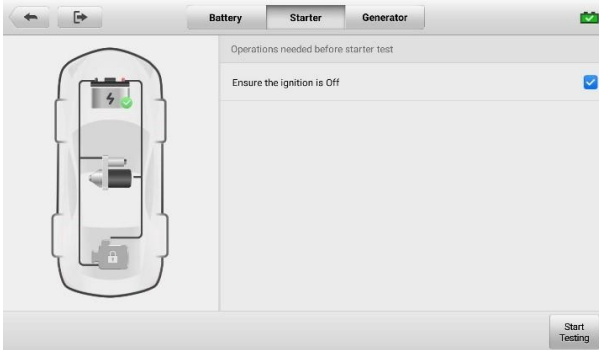 Battery
Starter
Generator
Operations needed before starter test
Ensure the ignition is Off
Start
Testing